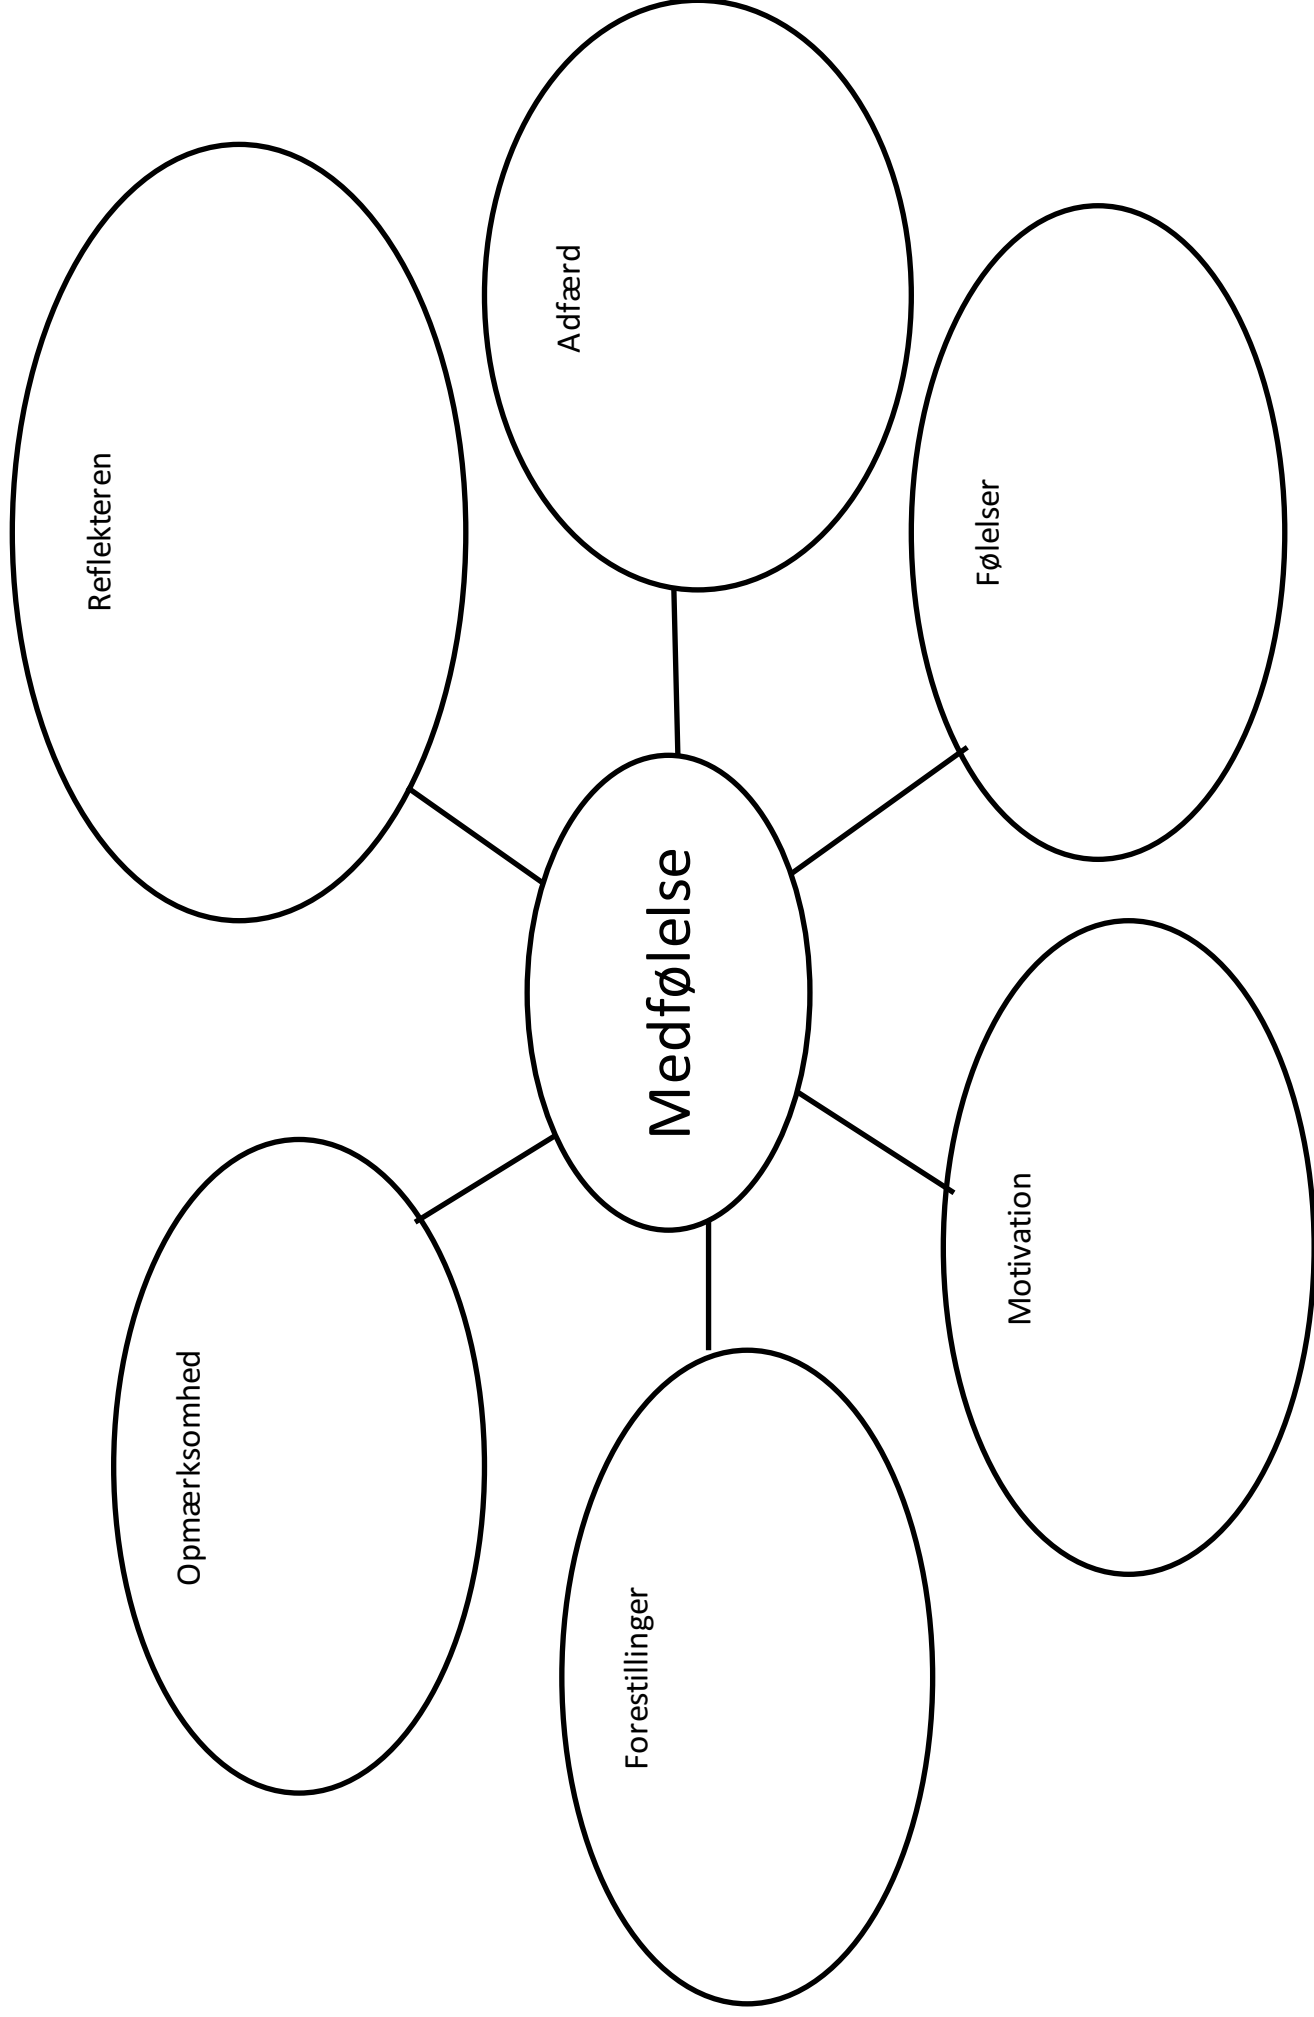 Opmærksomhed
Reflekteren
Forestillinger
Medfølelse
Adfærd
Motivation
Følelser